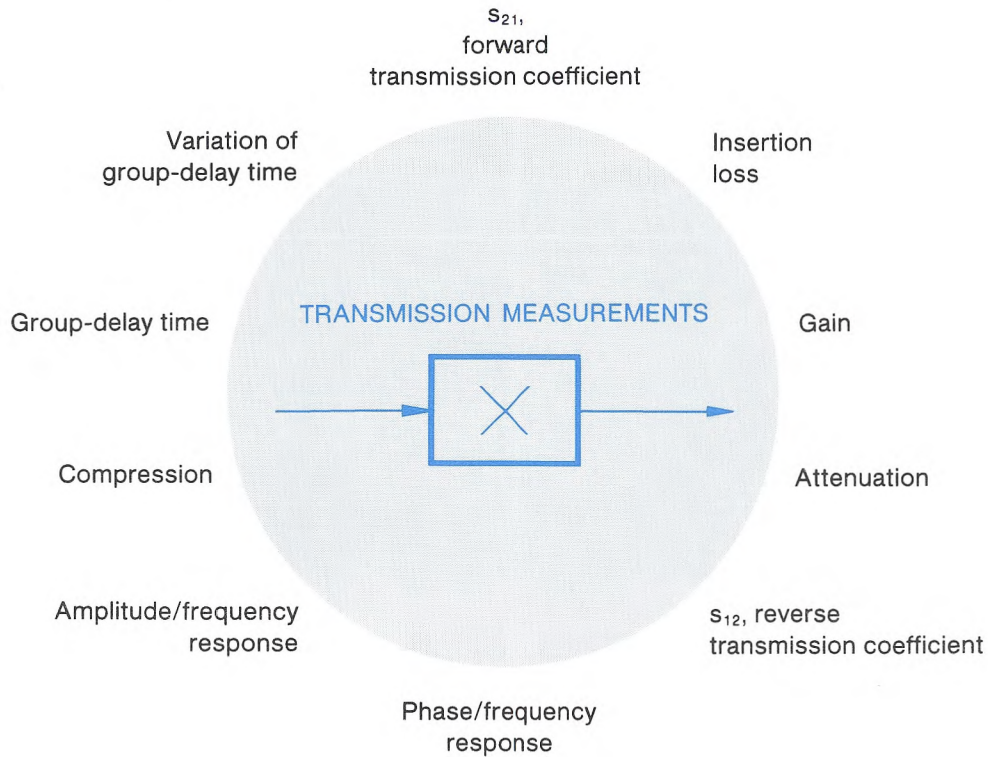 s₂₁,
forward
transmission coefficient
Variation of
group-delay time
Insertion
loss
Group-delay time
TRANSMISSION MEASUREMENTS
Gain
Compression
Attenuation
Amplitude/frequency
response
s₁₂, reverse
transmission coefficient
Phase/frequency
response